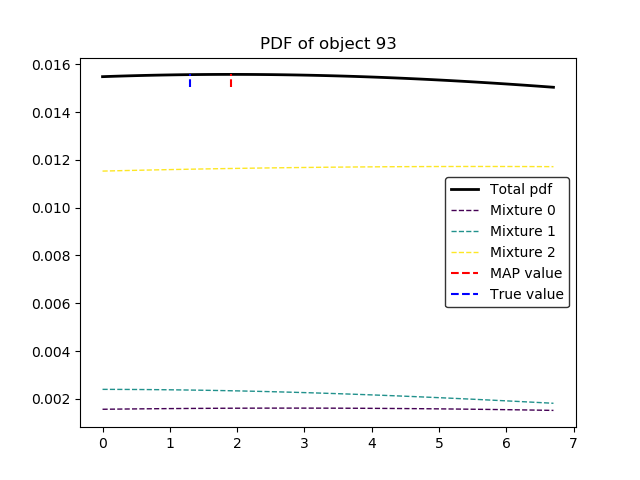 PDF of object 93
0.016
0.014
0.012
0.010
0.008
0.006
0.004
0.002
Total pdf
Mixture 0
Mixture 1
Mixture 2
MAP value
True value
0 1 2 3 4 5 6 7